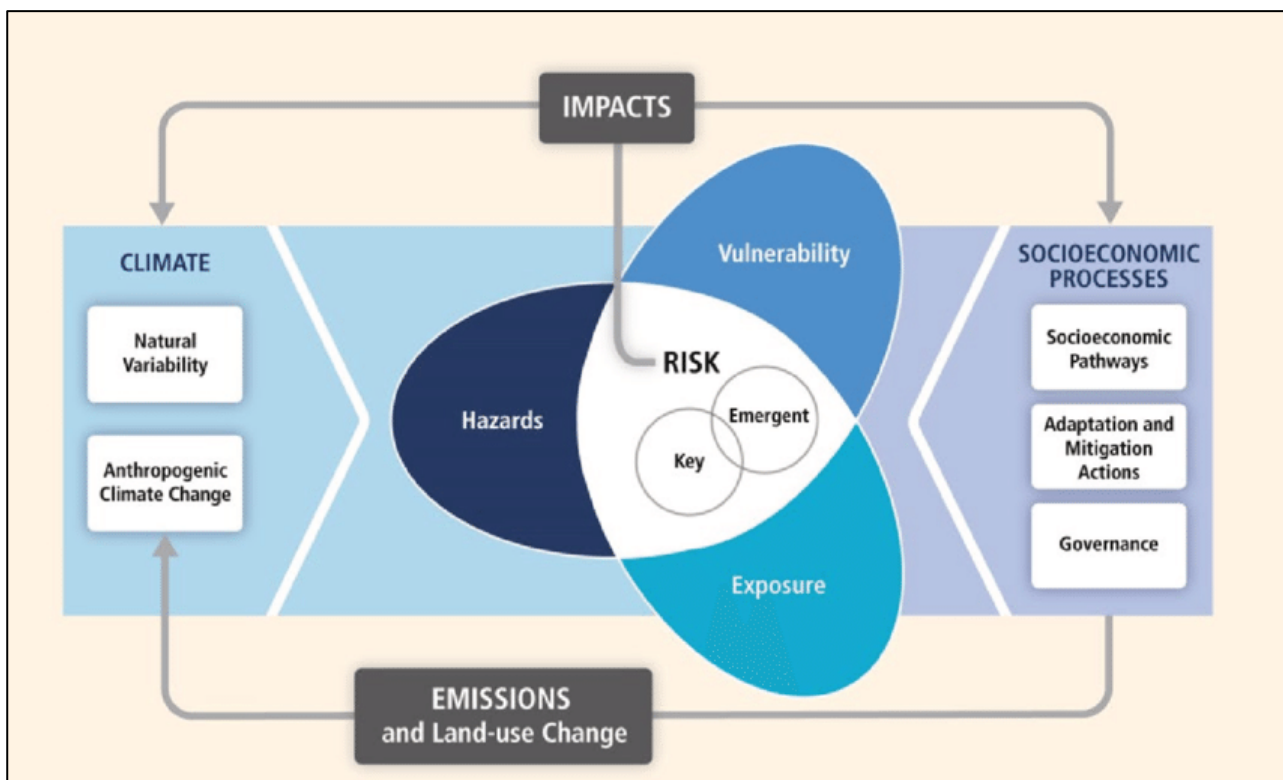 IMPACTS
CLIMATE
Natural
Variability
Anthropogenic
Climate Change
Vulnerability
Hazards
RISK
Emergent
Key
Exposure
SOCIOECONOMIC
PROCESSES
Socioeconomic
Pathways
Adaptation and
Mitigation
Actions
Governance
EMISSIONS
and Land-use Change